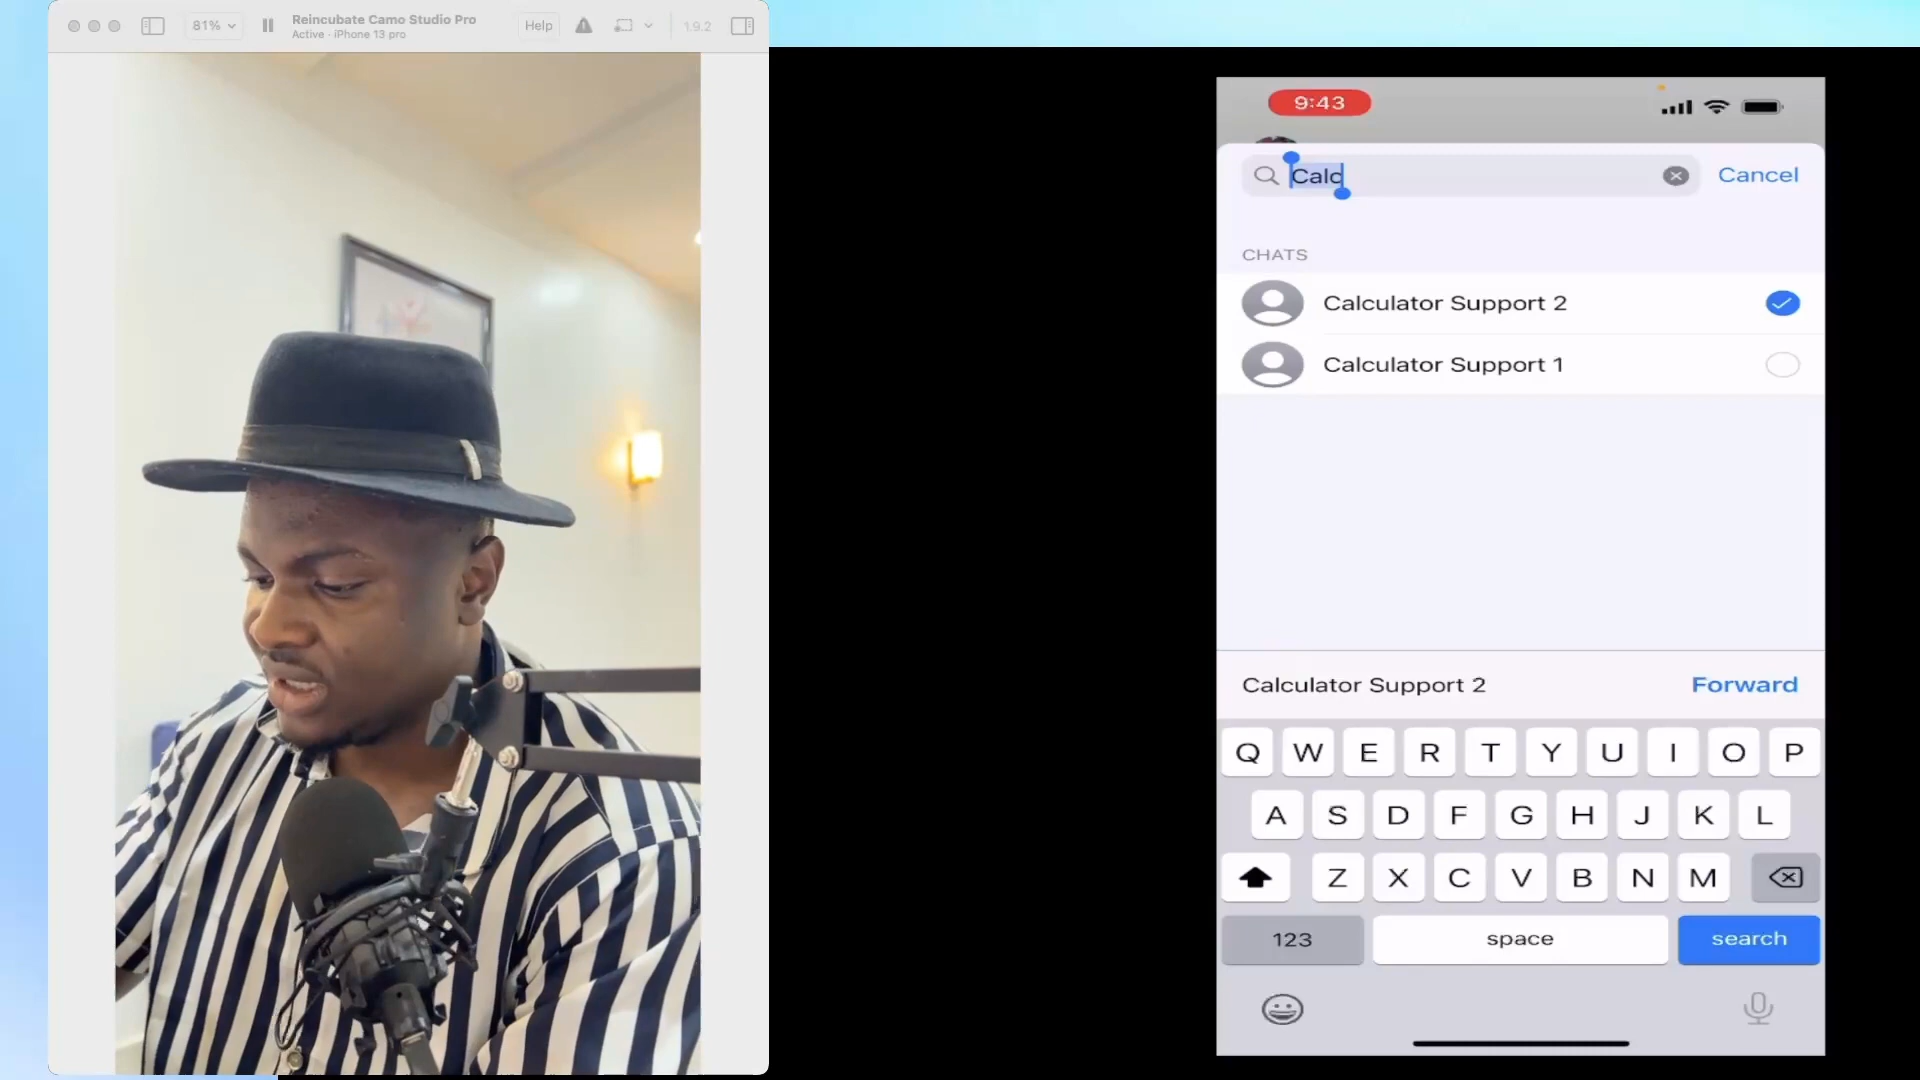 81%
Reincubate Camo Studio Pro
Active - iPhone 13 pro
Help
1.9.2
9:43
Calc
Cancel
CHATS
Calculator Support 2
Calculator Support 1
Calculator Support 2
Forward
Q W E R T Y U I O P
A S D F G H J K L
Z X C V B N M
123
space
search